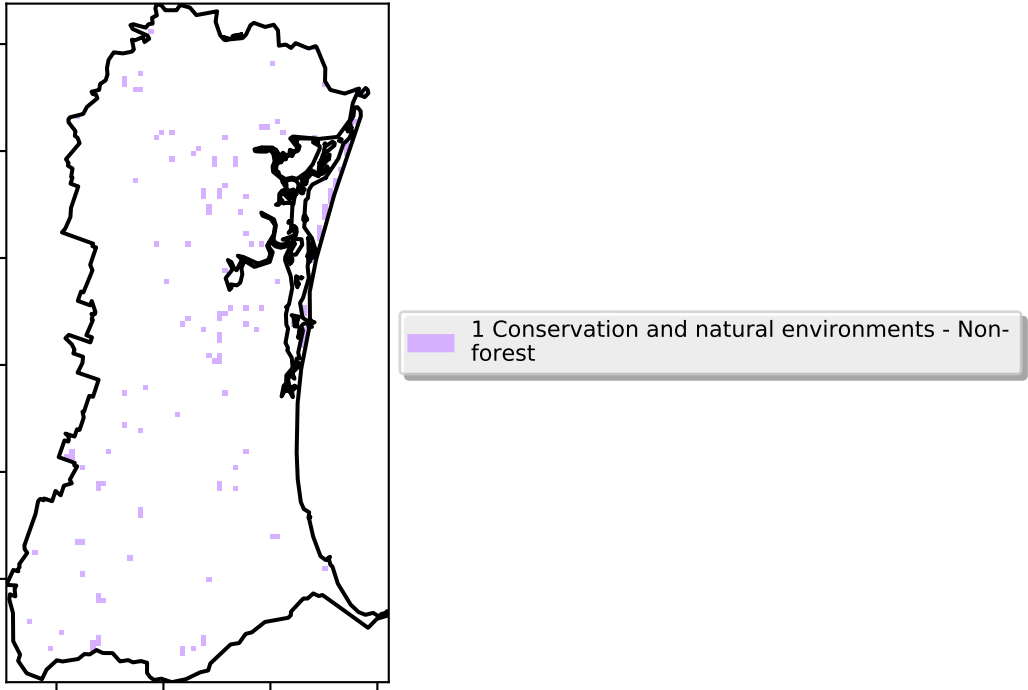 1 Conservation and natural environments - Non-
forest